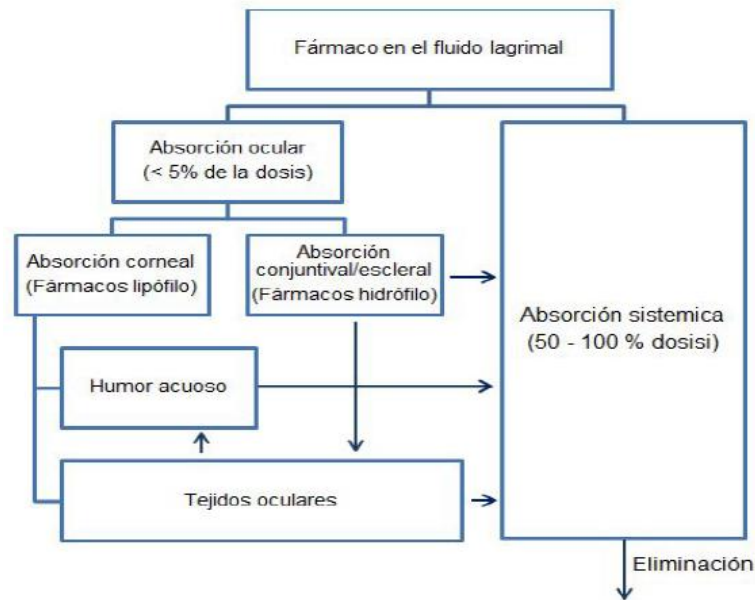 Fármaco en el fluido lagrimal
Absorción ocular
(< 5% de la dosis)
Absorción corneal
(Fármacos lipófilo)
Absorción
conjuntival/escleral
(Fármacos hidrófilo)
Absorción sistemica
(50 - 100 % dosisi)
Humor acuoso
Tejidos oculares
Eliminación